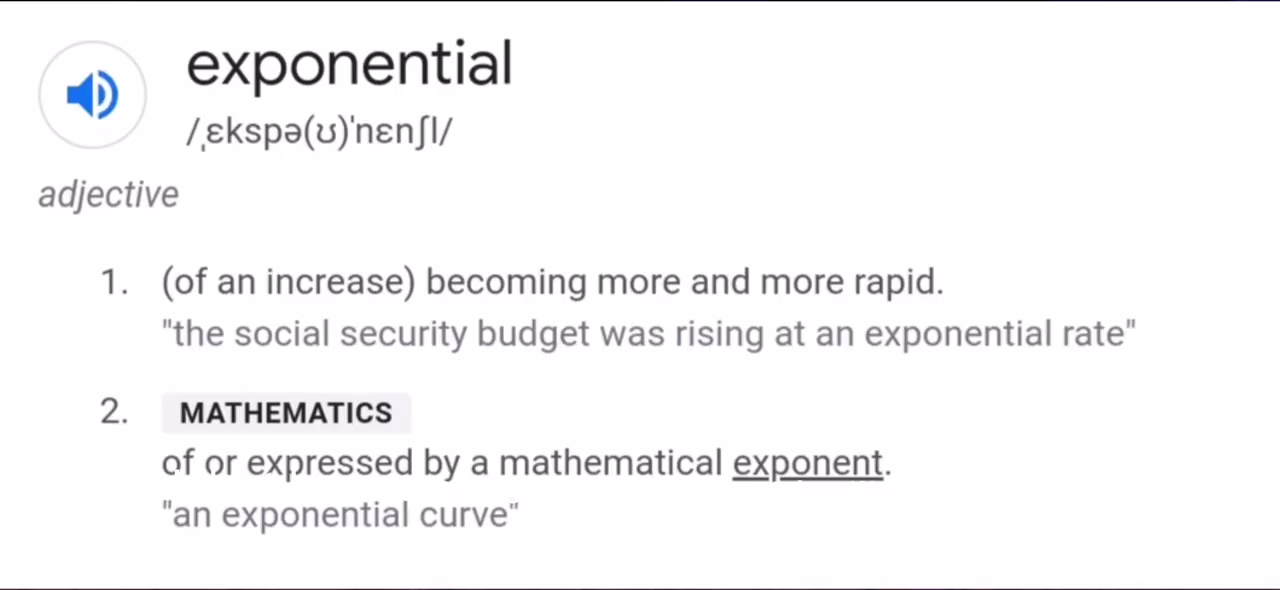 exponential
/ˌɛkspə(ʊ)ˈnɛnʃl/
adjective
1. (of an increase) becoming more and more rapid.
"the social security budget was rising at an exponential rate"
2. MATHEMATICS
of or expressed by a mathematical exponent.
"an exponential curve"